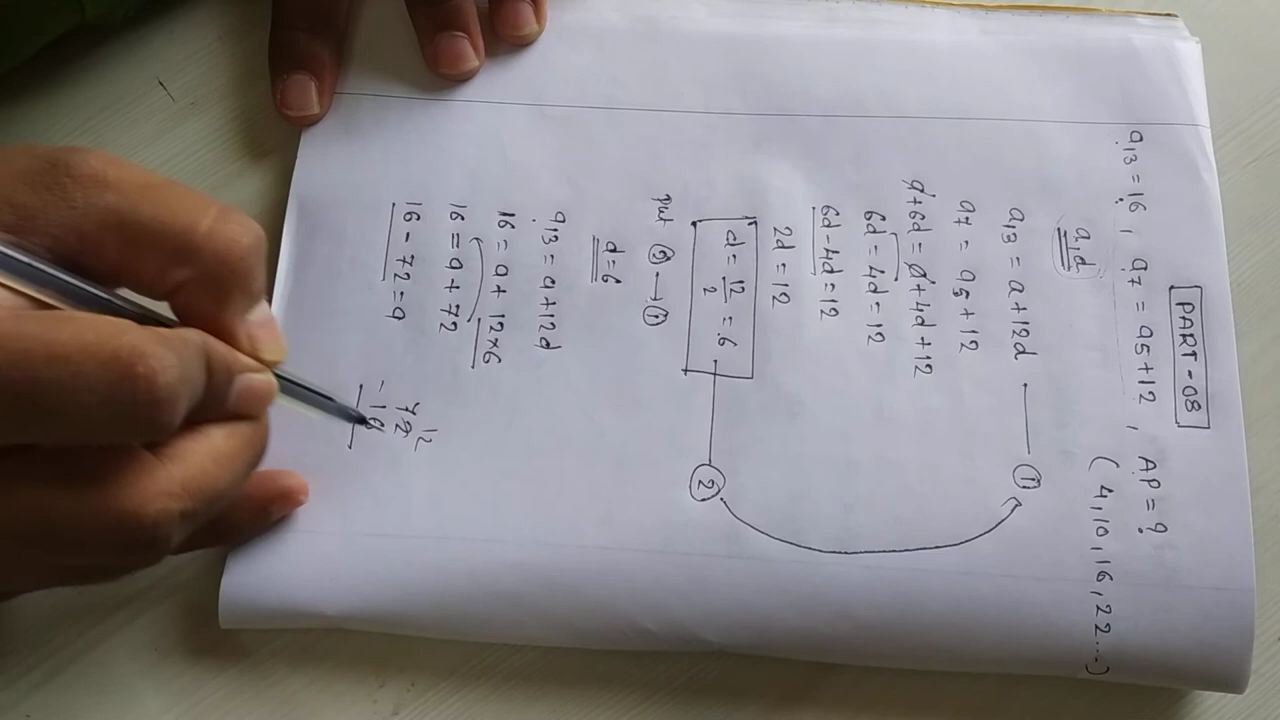 PART-08
a13 = 16, a7 = a5+12, AP = ?
(4,10,16,22...)
a,d
a13 = a+12d —— ①
a7 = a5+12
a+6d = a+4d+12
6d = 4d = 12
6d-4d = 12
2d = 12
d = 12/2 = 6 —— ②
Put ② → ①
d=6
a13 = a+12d
16 = a + 12×6
16 = a + 72
16 - 72 = a
12
72
- 16